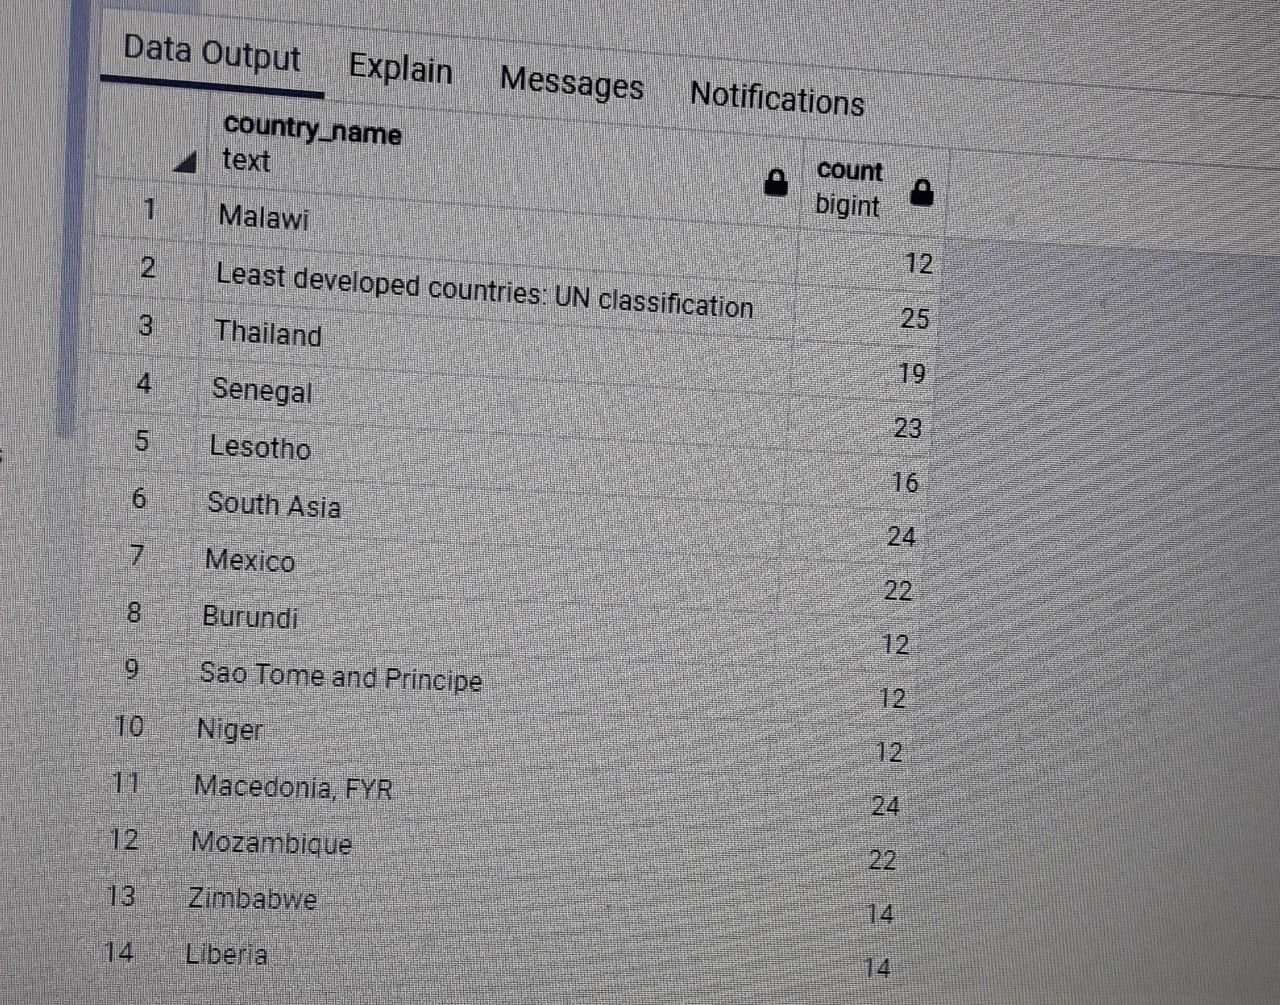 Data Output Explain Messages Notifications
country_name count
text bigint
1 Malawi 12
2 Least developed countries: UN classification 25
3 Thailand 19
4 Senegal 23
5 Lesotho 16
6 South Asia 24
7 Mexico 22
8 Burundi 12
9 Sao Tome and Principe 12
10 Niger 12
11 Macedonia, FYR 24
12 Mozambique 22
13 Zimbabwe 14
14 Liberia 14